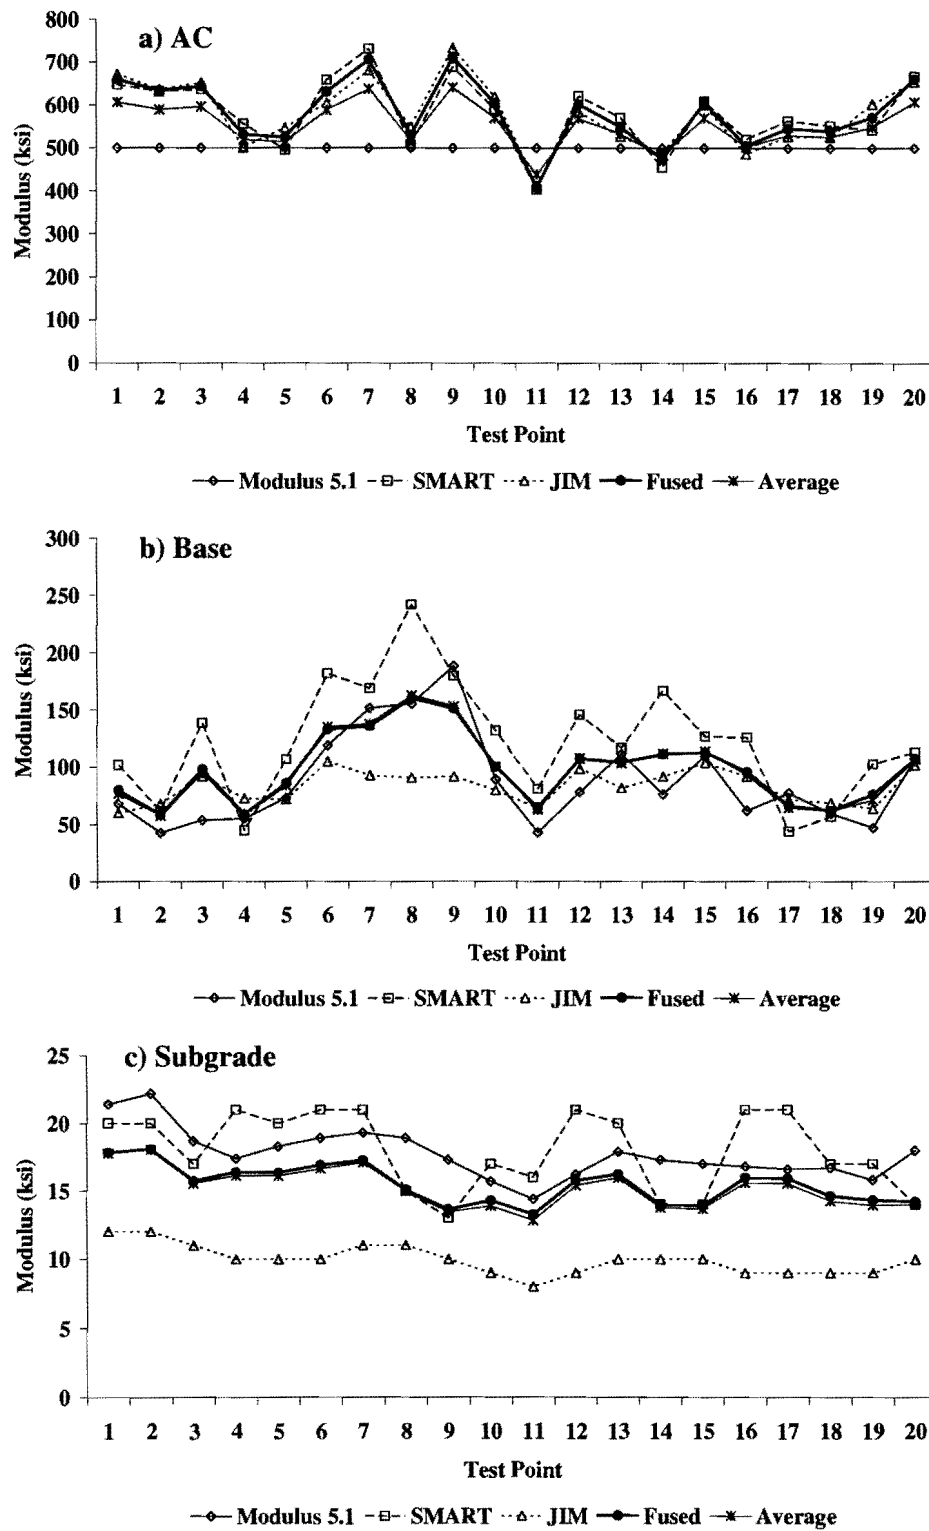 a) AC
800
700
600
500
400
300
200
100
0
Modulus (ksi)
1 2 3 4 5 6 7 8 9 10 11 12 13 14 15 16 17 18 19 20
Test Point
Modulus 5.1 SMART JIM Fused Average
b) Base
300
250
200
150
100
50
0
Modulus (ksi)
1 2 3 4 5 6 7 8 9 10 11 12 13 14 15 16 17 18 19 20
Test Point
Modulus 5.1 SMART JIM Fused Average
c) Subgrade
25
20
15
10
5
0
Modulus (ksi)
1 2 3 4 5 6 7 8 9 10 11 12 13 14 15 16 17 18 19 20
Test Point
Modulus 5.1 SMART JIM Fused Average